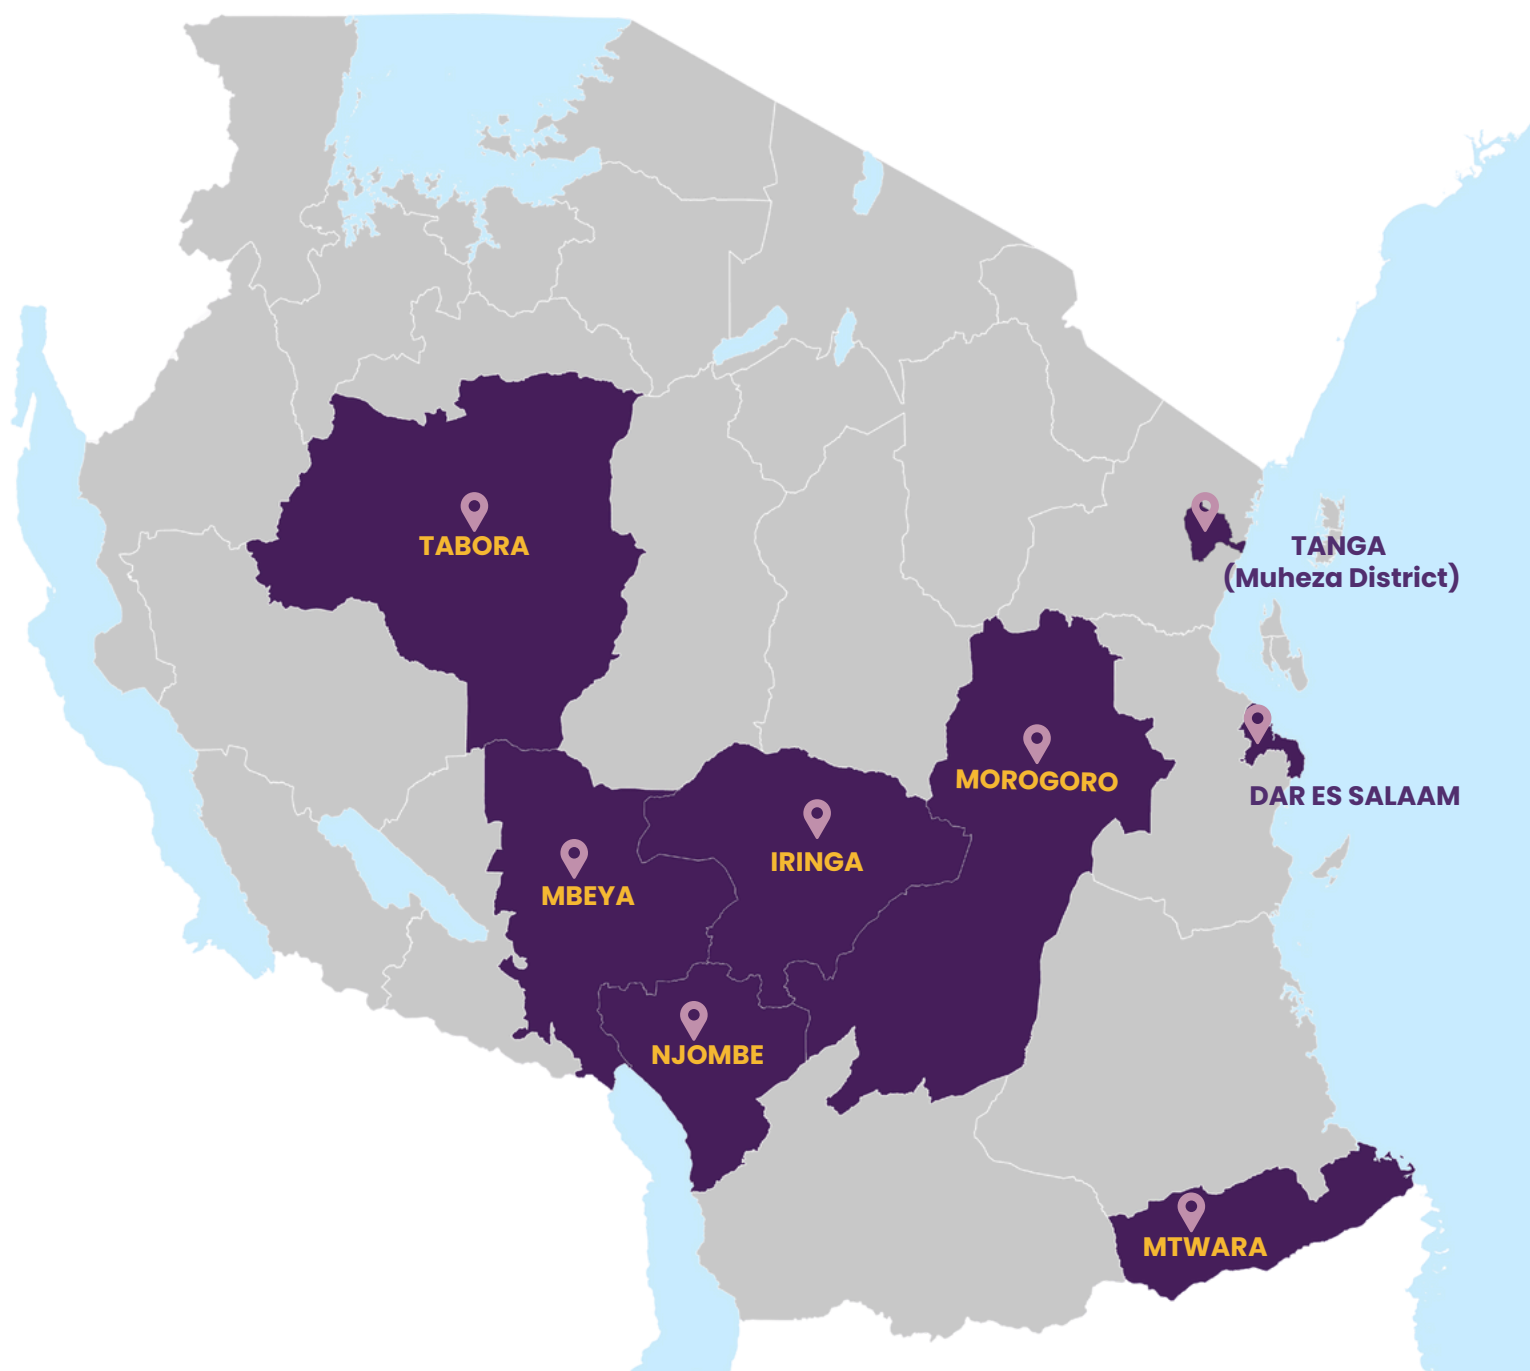 TABORA
TANGA
(Muheza District)
MOROGORO
DAR ES SALAAM
IRINGA
MBEYA
NJOMBE
MTWARA